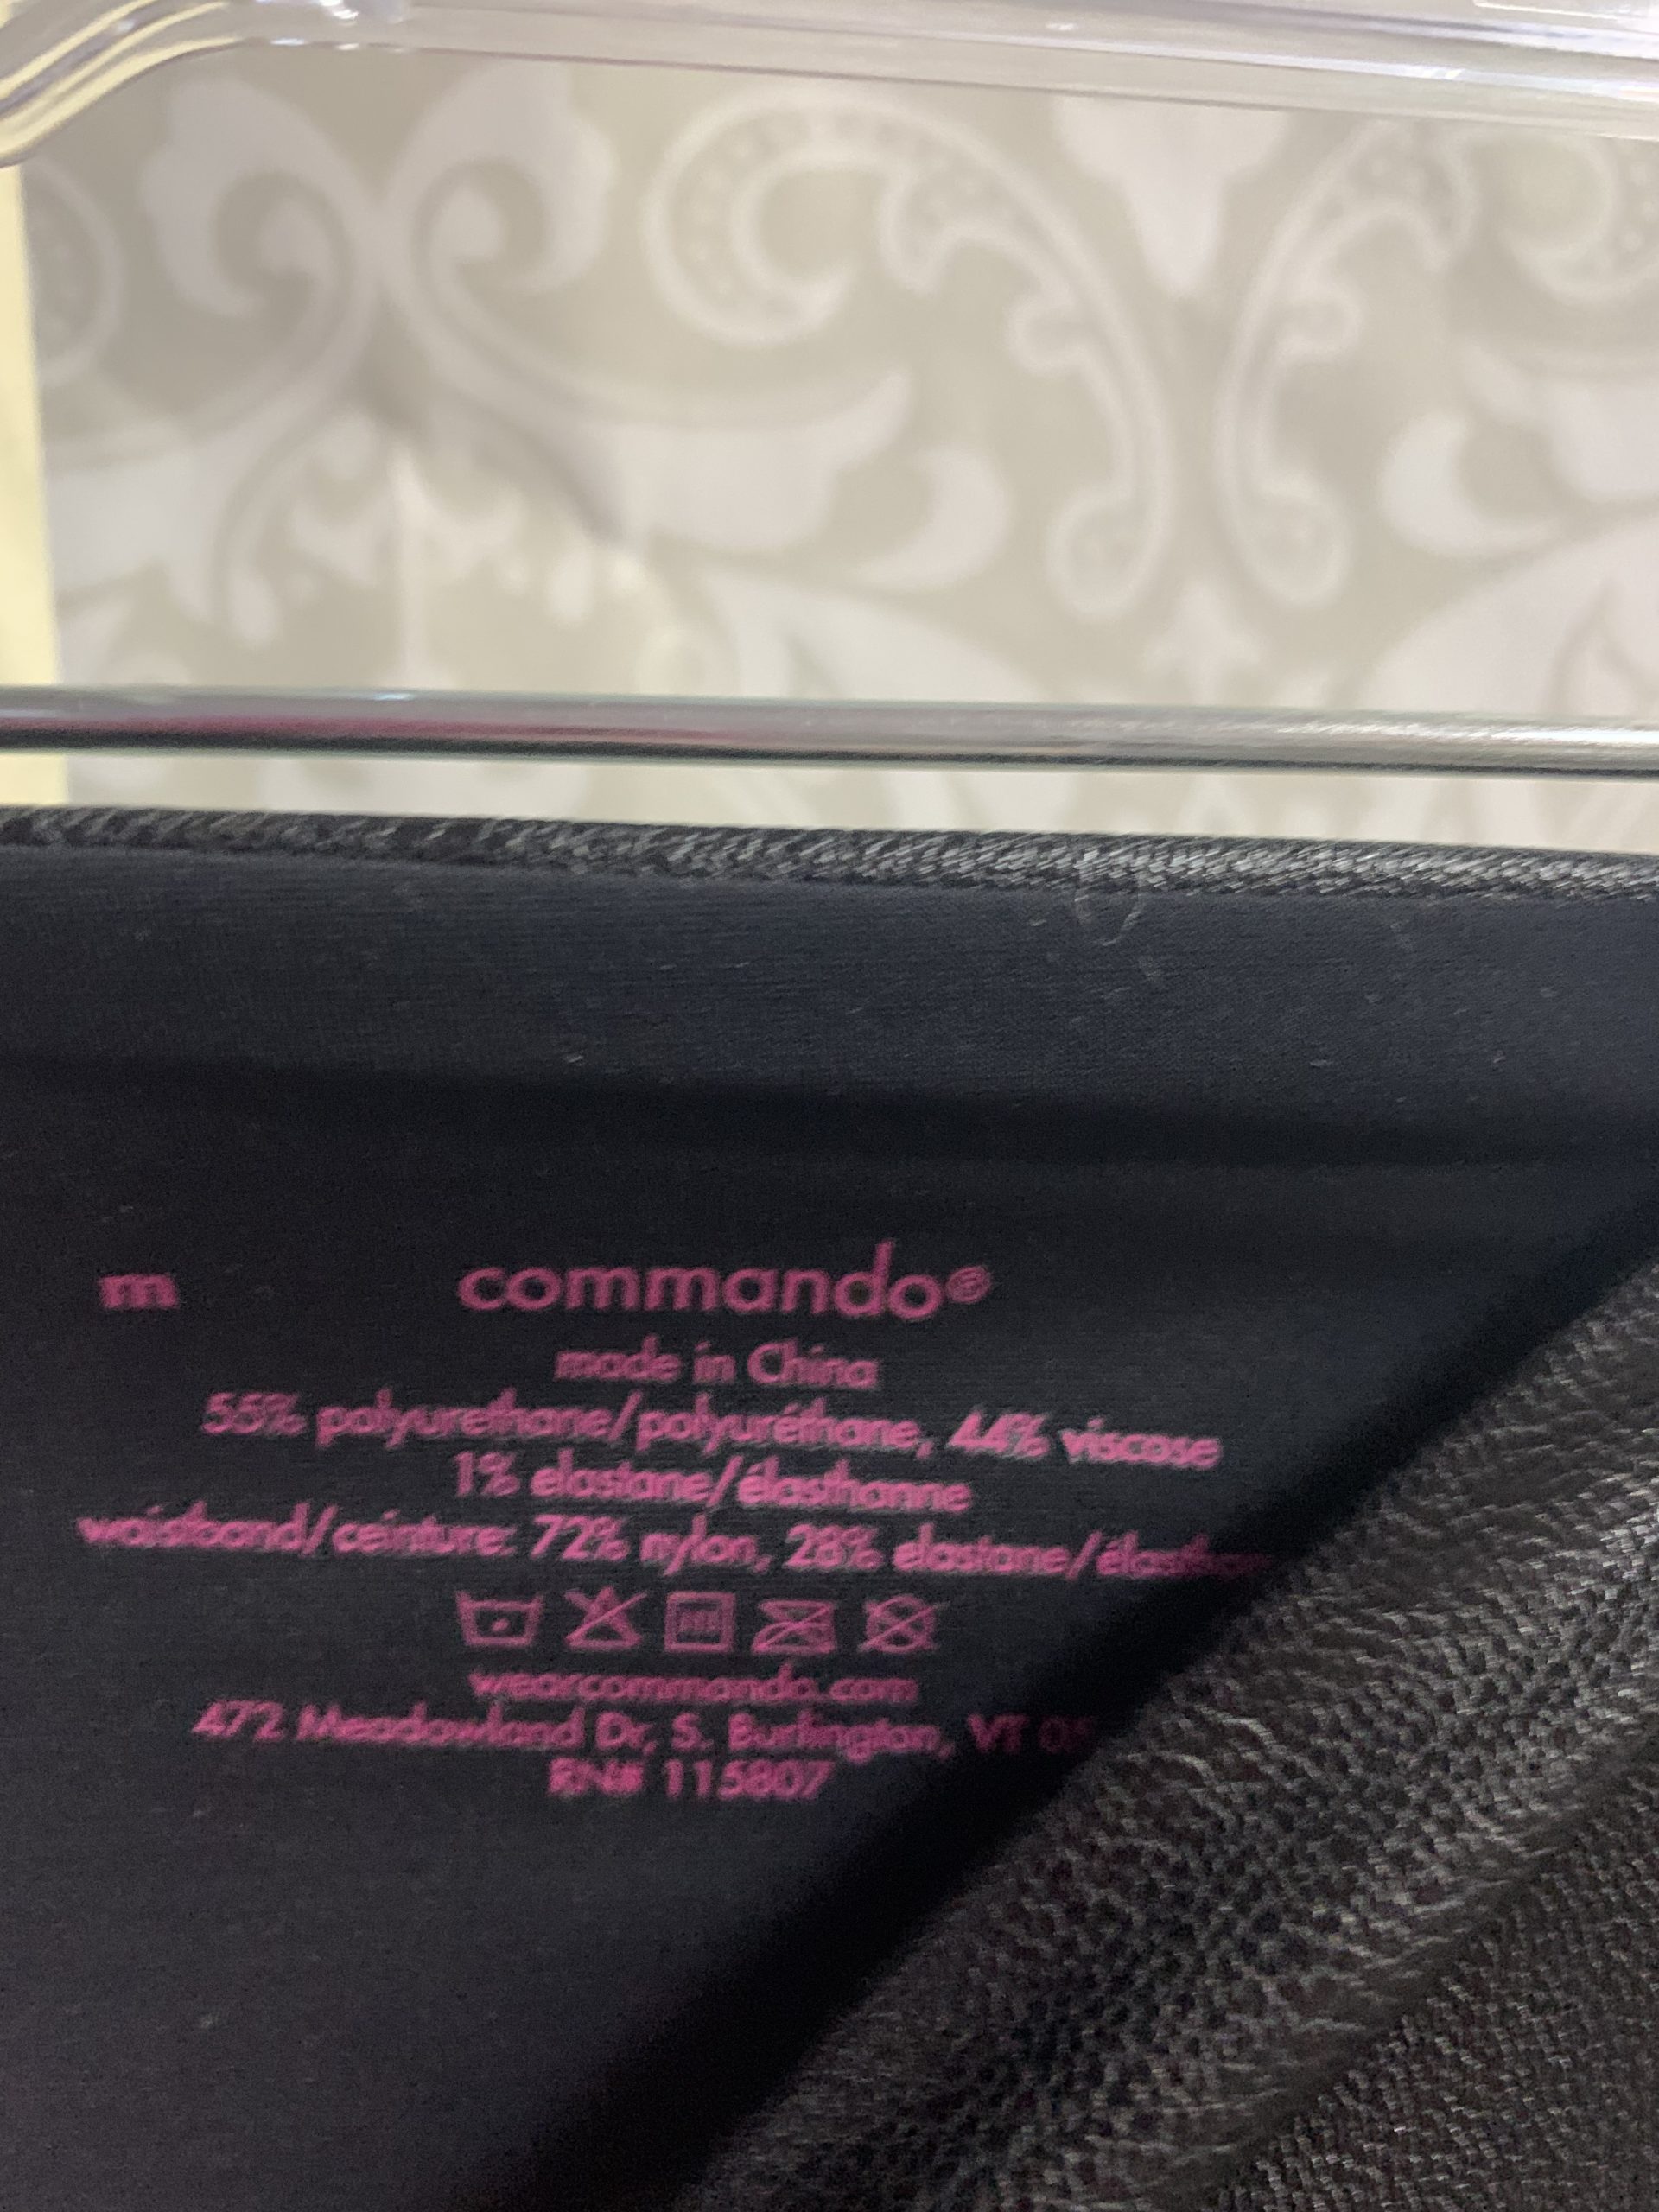 m commando®
made in China
55% polyurethane/polyuréthane, 44% viscose
1% elastane/élasthanne
waistband/ceinture: 72% nylon, 28% elastane/
wearcommando.com
472 Meadowland Dr, S. Burlington, VT
RN# 115807